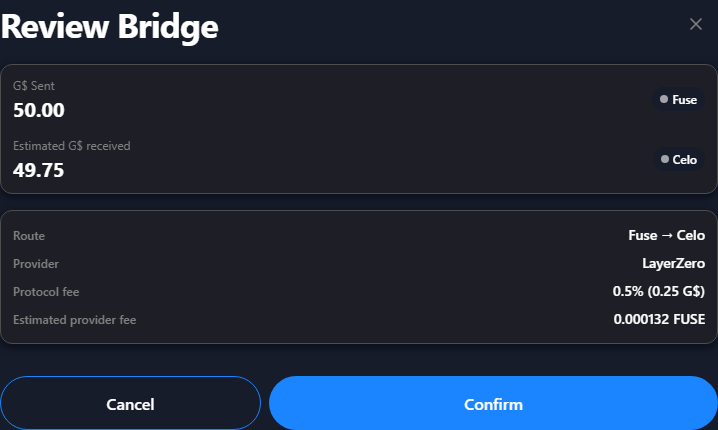 Review Bridge
G$ Sent
50.00
Fuse
Estimated G$ received
49.75
Celo
Route
Fuse → Celo
Provider
LayerZero
Protocol fee
0.5% (0.25 G$)
Estimated provider fee
0.000132 FUSE
Cancel
Confirm